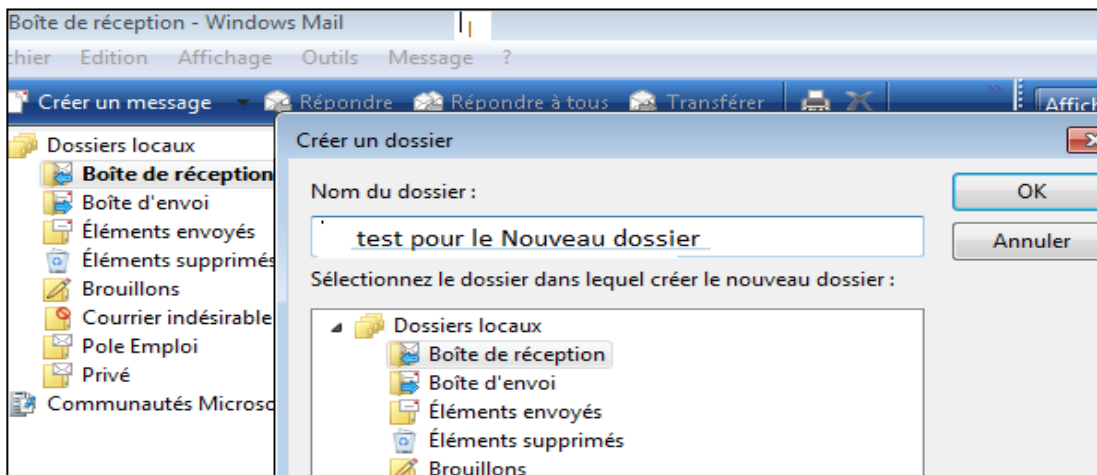 Boîte de réception - Windows Mail
chier Edition Affichage Outils Message ?
Créer un message Répondre Répondre à tous Transférer Affich
Dossiers locaux
Boîte de réception
Boîte d'envoi
Éléments envoyés
Éléments supprimés
Brouillons
Courrier indésirable
Pole Emploi
Privé
Communautés Microsc
Créer un dossier
Nom du dossier :
test pour le Nouveau dossier
OK
Annuler
Sélectionnez le dossier dans lequel créer le nouveau dossier :
Dossiers locaux
Boîte de réception
Boîte d'envoi
Éléments envoyés
Éléments supprimés
Brouillons